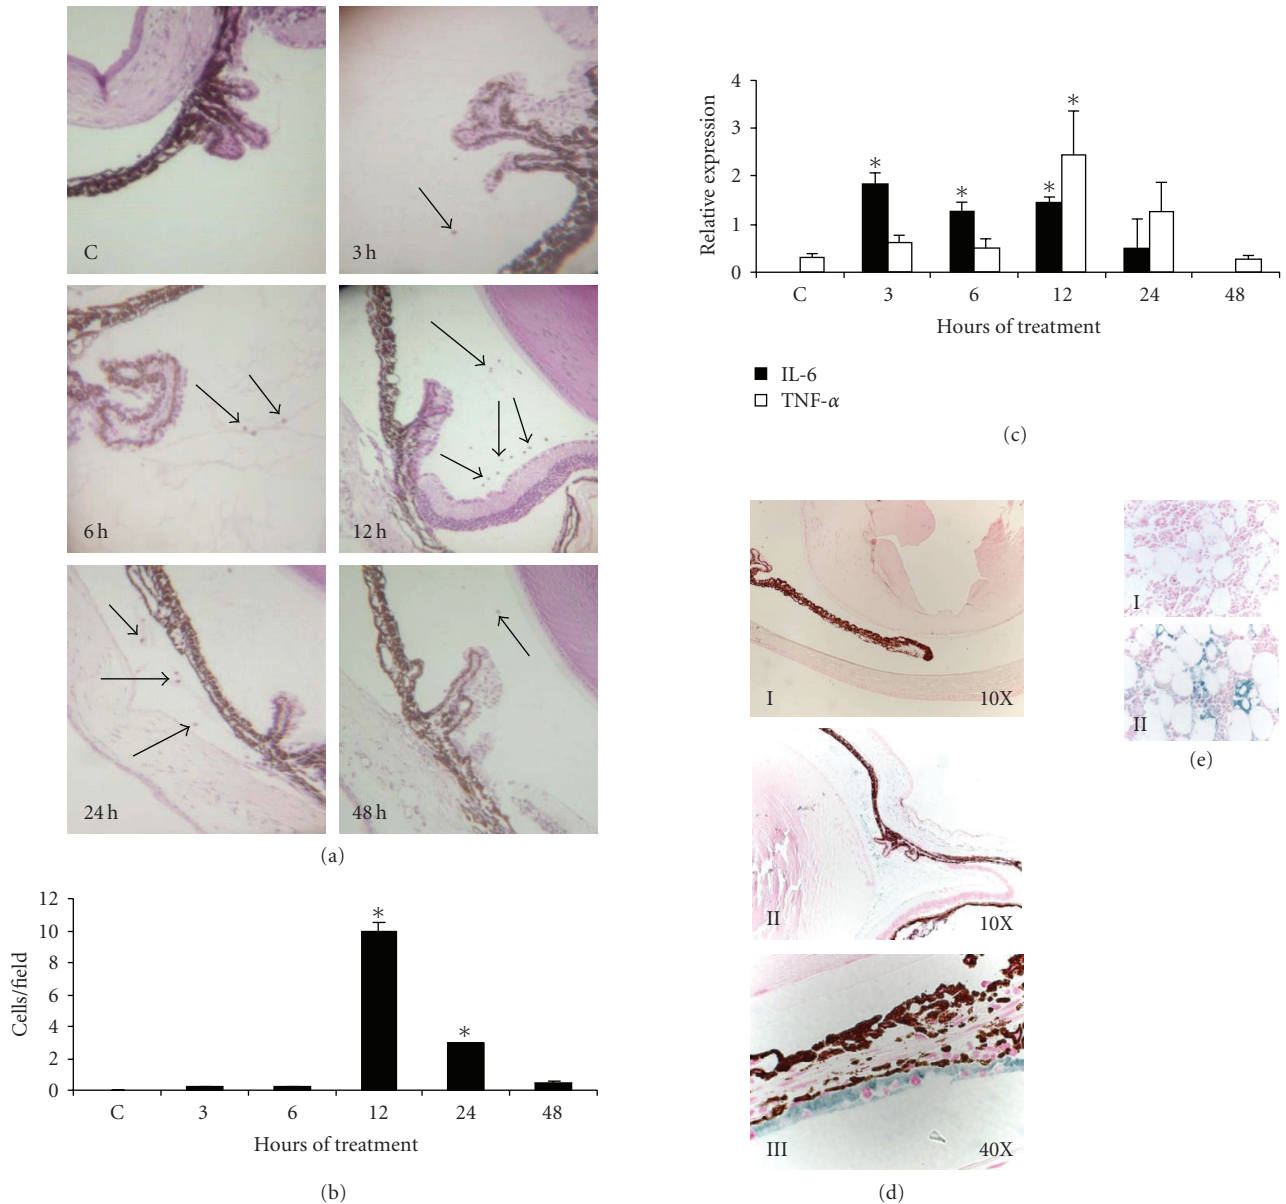 C
3 h
6 h
12 h
24 h
48 h
(a)
12
10
8
6
4
2
0
Cells/field
*
*
C 3 6 12 24 48
Hours of treatment
(b)
4
3
2
1
0
Relative expression
*
*
*
*
C 3 6 12 24 48
Hours of treatment
IL-6
TNF-α
(c)
I 10X
II 10X
III 40X
(d)
I
II
(e)